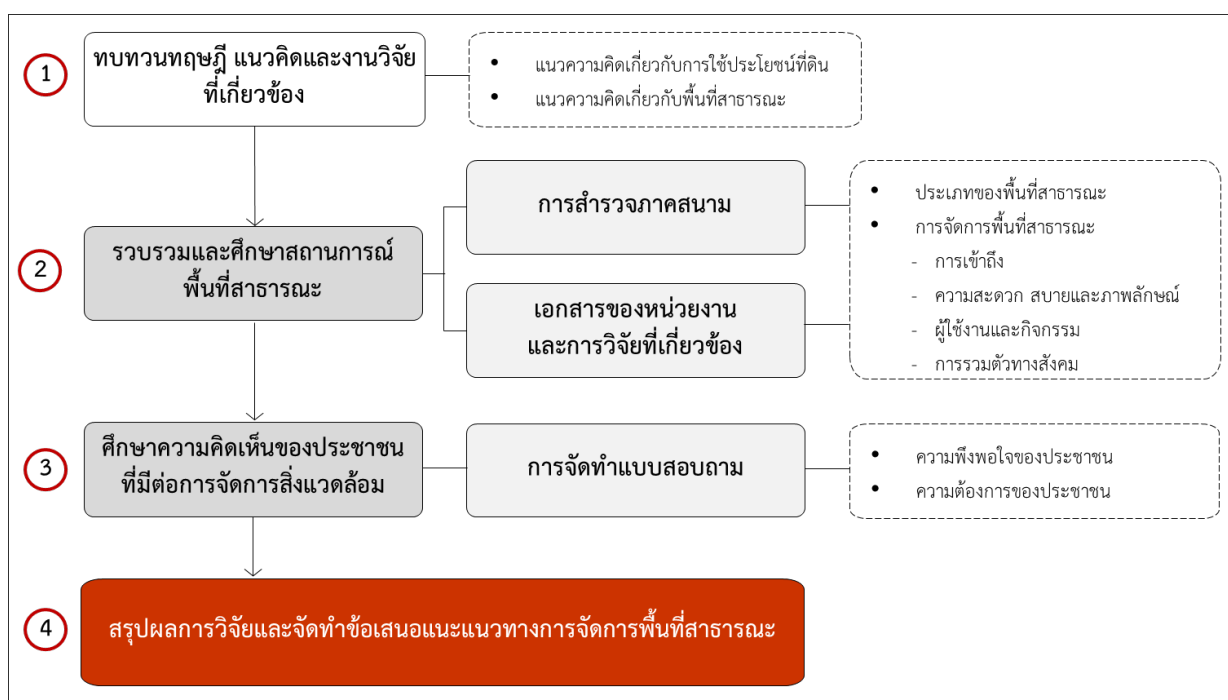 1
ทบทวนทฤษฎี แนวคิดและงานวิจัย
ที่เกี่ยวข้อง
• แนวความคิดเกี่ยวกับการใช้ประโยชน์ที่ดิน
• แนวความคิดเกี่ยวกับพื้นที่สาธารณะ
2
รวบรวมและศึกษาสถานการณ์
พื้นที่สาธารณะ
การสำรวจภาคสนาม
เอกสารของหน่วยงาน
และการวิจัยที่เกี่ยวข้อง
• ประเภทของพื้นที่สาธารณะ
• การจัดการพื้นที่สาธารณะ
- การเข้าถึง
- ความสะดวก สบายและภาพลักษณ์
- ผู้ใช้งานและกิจกรรม
- การรวมตัวทางสังคม
3
ศึกษาความคิดเห็นของประชาชน
ที่มีต่อการจัดการสิ่งแวดล้อม
การจัดทำแบบสอบถาม
• ความพึงพอใจของประชาชน
• ความต้องการของประชาชน
4
สรุปผลการวิจัยและจัดทำข้อเสนอแนะแนวทางการจัดการพื้นที่สาธารณะ